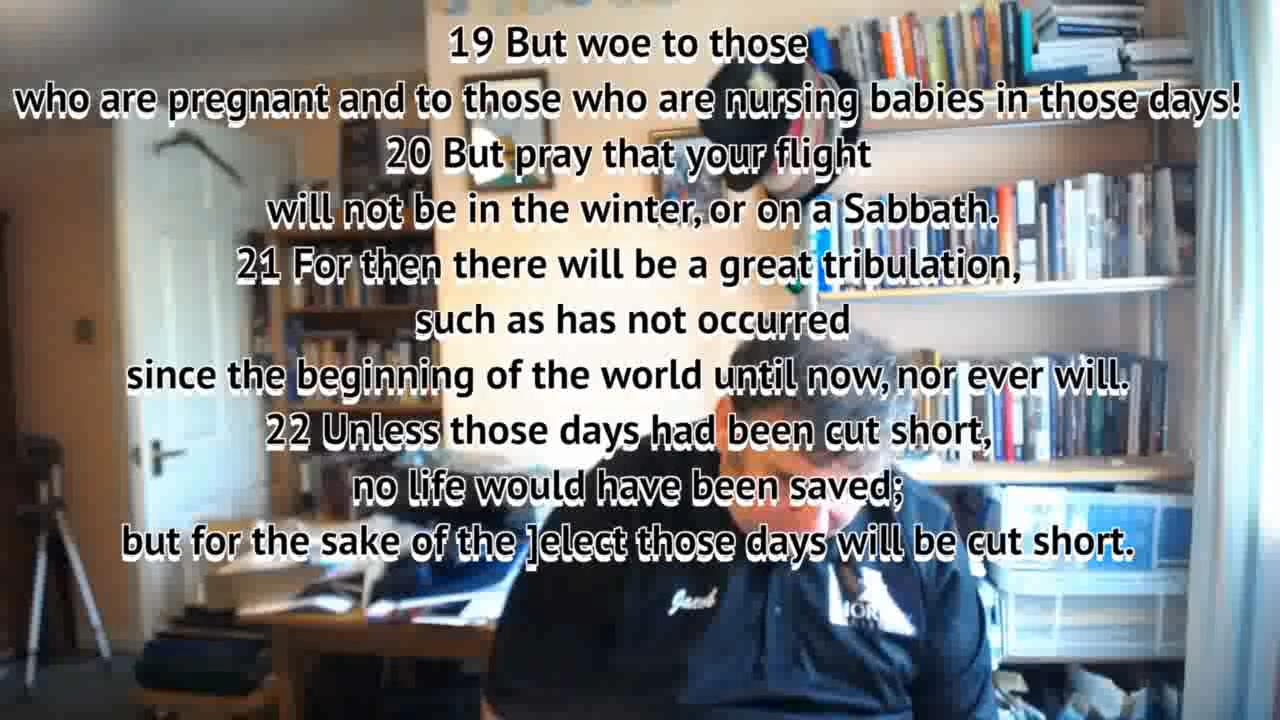 19 But woe to those
who are pregnant and to those who are nursing babies in those days!
20 But pray that your flight
will not be in the winter, or on a Sabbath.
21 For then there will be a great tribulation,
such as has not occurred
since the beginning of the world until now, nor ever will.
22 Unless those days had been cut short,
no life would have been saved;
but for the sake of the ]elect those days will be cut short.
Jacob